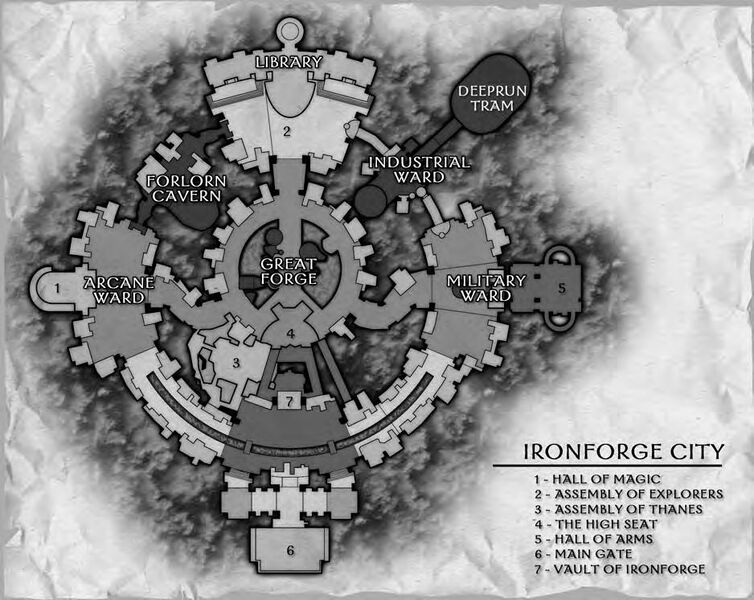 LIBRARY
DEEPRUN
TRAM
2
INDUSTRIAL
WARD
FORLORN
CAVERN
GREAT
FORGE
1
ARCANE
WARD
MILITARY
WARD
5
4
3
7
6
IRONFORGE CITY
1 - HALL OF MAGIC
2 - ASSEMBLY OF EXPLORERS
3 - ASSEMBLY OF THANES
4 - THE HIGH SEAT
5 - HALL OF ARMS
6 - MAIN GATE
7 - VAULT OF IRONFORGE